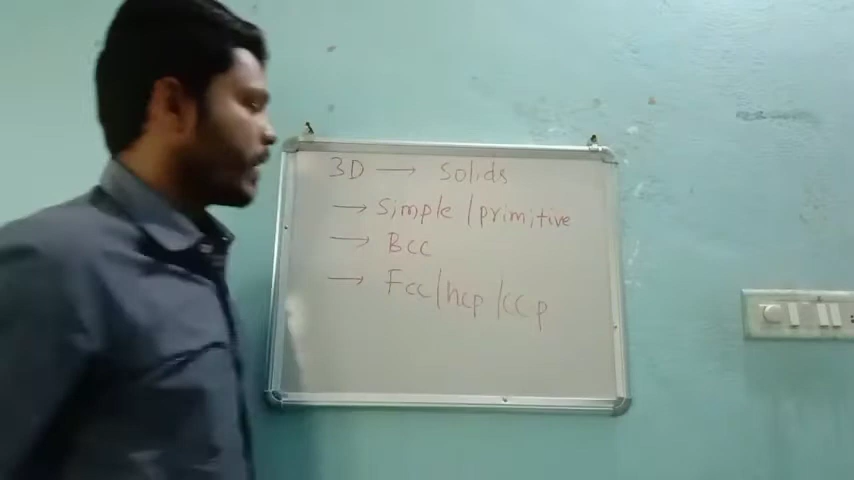 3D → Solids
→ Simple / primitive
→ Bcc
→ Fcc/hcp/ccp